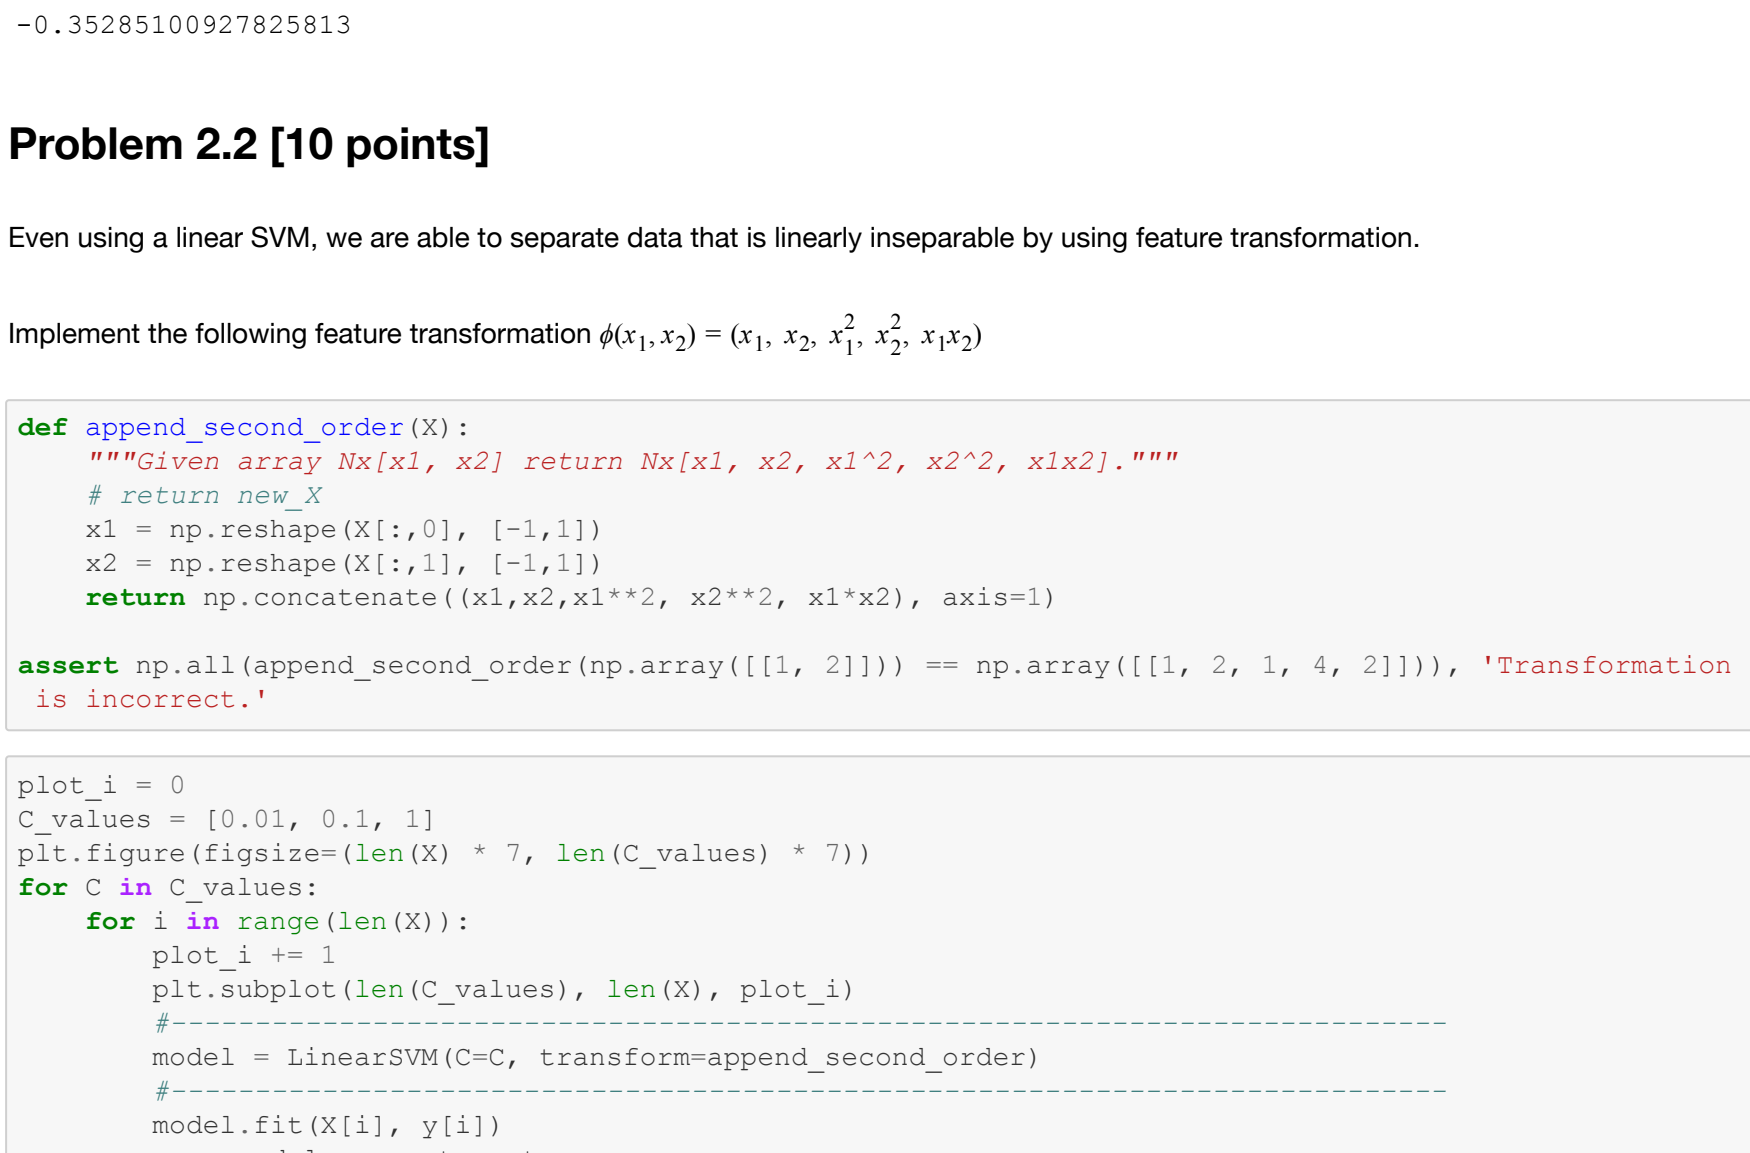 -0.35285100927825813
Problem 2.2 [10 points]
Even using a linear SVM, we are able to separate data that is linearly inseparable by using feature transformation.
Implement the following feature transformation ϕ(x₁, x₂) = (x₁, x₂, x₁², x₂², x₁x₂)
def append_second_order(X):
    """Given array Nx[x1, x2] return Nx[x1, x2, x1^2, x2^2, x1x2]."""
    # return new_X
    x1 = np.reshape(X[:,0], [-1,1])
    x2 = np.reshape(X[:,1], [-1,1])
    return np.concatenate((x1,x2,x1**2, x2**2, x1*x2), axis=1)
assert np.all(append_second_order(np.array([[1, 2]])) == np.array([[1, 2, 1, 4, 2]])), 'Transformation
 is incorrect.'
plot_i = 0
C_values = [0.01, 0.1, 1]
plt.figure(figsize=(len(X) * 7, len(C_values) * 7))
for C in C_values:
    for i in range(len(X)):
        plot_i += 1
        plt.subplot(len(C_values), len(X), plot_i)
        #----------------------------------------------------------------------------
        model = LinearSVM(C=C, transform=append_second_order)
        #----------------------------------------------------------------------------
        model.fit(X[i], y[i])